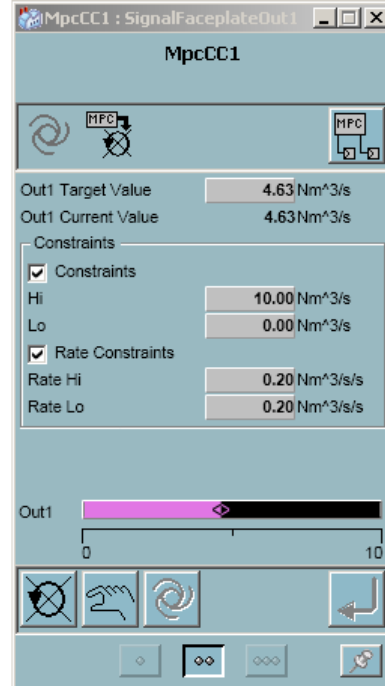 MpcCC1 : SignalFaceplateOut1
MpcCC1
MPC
MPC
Out1 Target Value 4.63 Nm^3/s
Out1 Current Value 4.63 Nm^3/s
Constraints
Constraints
Hi 10.00 Nm^3/s
Lo 0.00 Nm^3/s
Rate Constraints
Rate Hi 0.20 Nm^3/s/s
Rate Lo 0.20 Nm^3/s/s
Out1
0 10